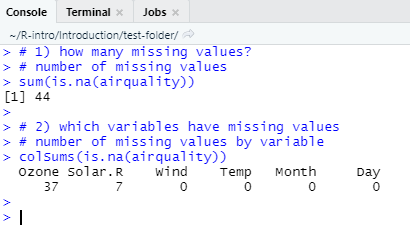 Console Terminal × Jobs ×
~/R-intro/Introduction/test-folder/
> # 1) how many missing values?
> # number of missing values
> sum(is.na(airquality))
[1] 44
>
> # 2) which variables have missing values
> # number of missing values by variable
> colSums(is.na(airquality))
Ozone Solar.R Wind Temp Month Day
37 7 0 0 0 0
>
>